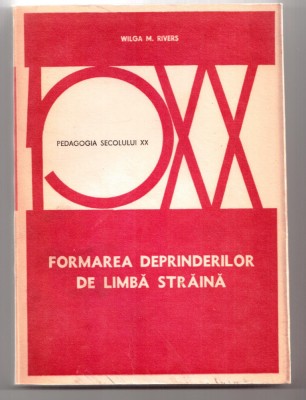 WILGA M. RIVERS
PEDAGOGIA SECOLULUI XX
FORMAREA DEPRINDERILOR
DE LIMBĂ STRĂINĂ